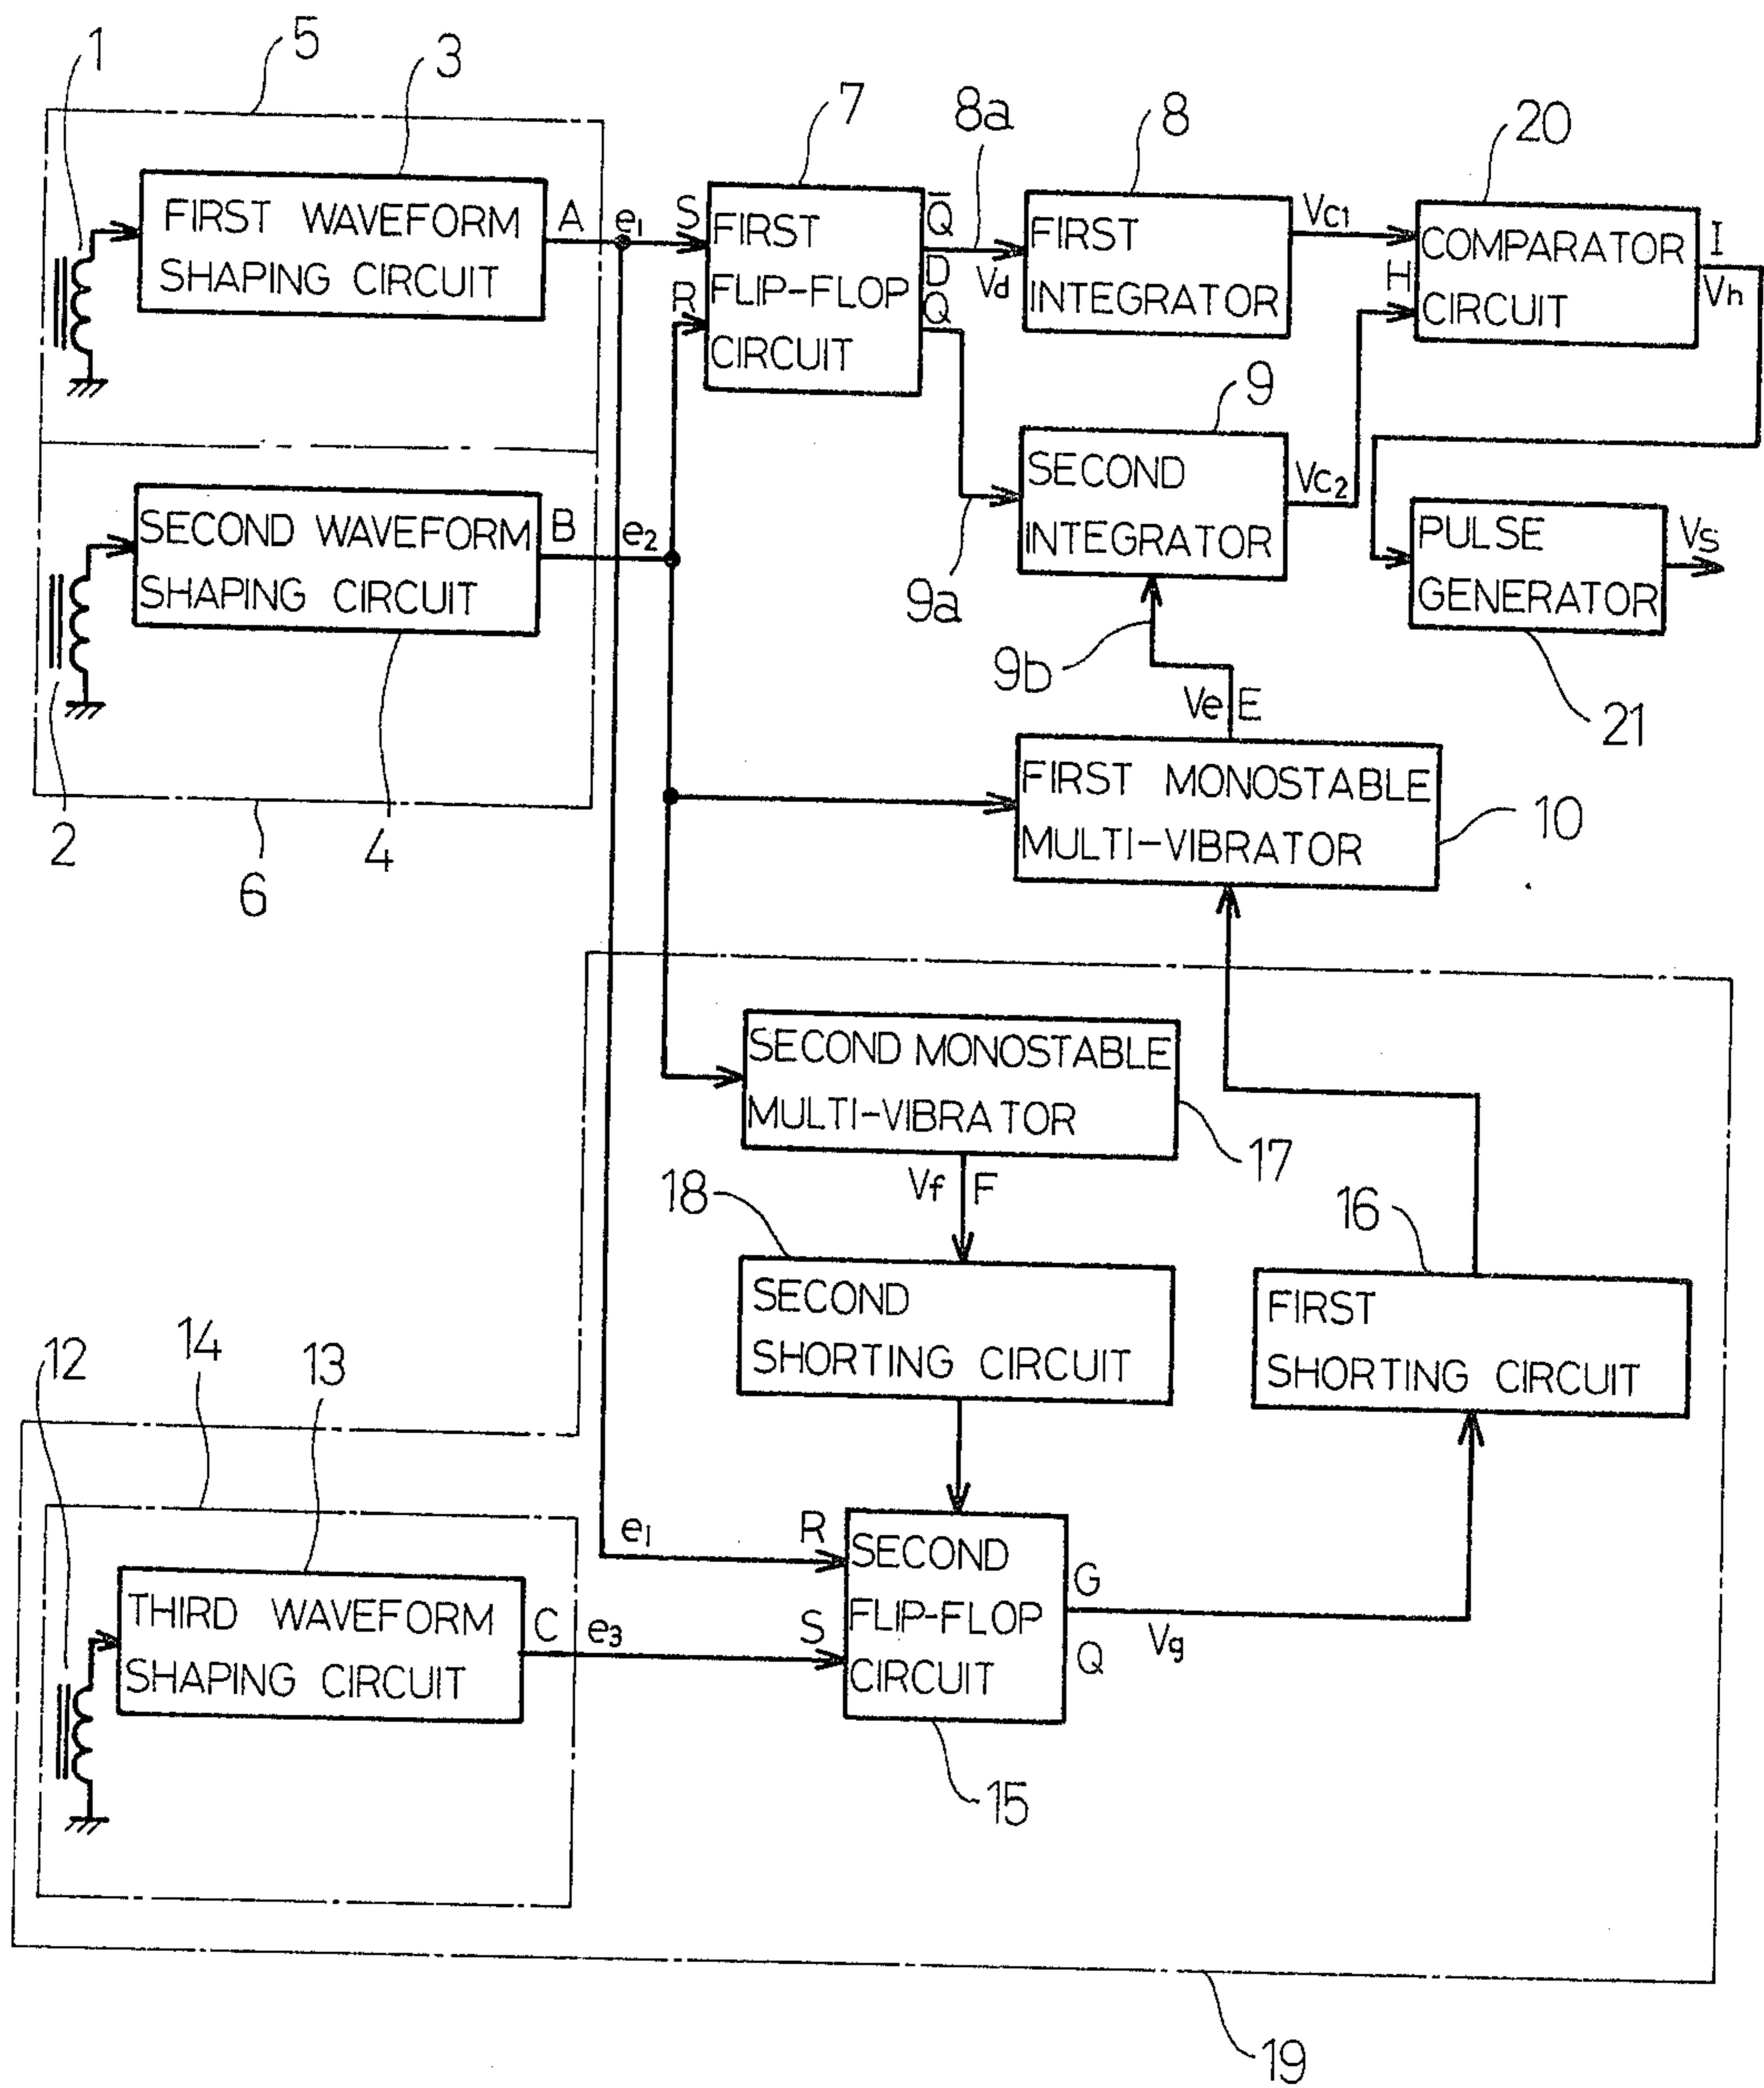 5
1
3
7
8a
8
20
FIRST WAVEFORM
SHAPING CIRCUIT
A
e1
S
R
FIRST
FLIP-FLOP
CIRCUIT
Q̅
D
Q
Vd
FIRST
INTEGRATOR
Vc1
H
COMPARATOR
CIRCUIT
I
Vh
9
SECOND WAVEFORM
SHAPING CIRCUIT
B
e2
SECOND
INTEGRATOR
Vc2
PULSE
GENERATOR
Vs
9a
9b
2
4
6
Ve
E
21
FIRST MONOSTABLE
MULTI-VIBRATOR
10
SECOND MONOSTABLE
MULTI-VIBRATOR
17
Vf
F
18
16
SECOND
SHORTING CIRCUIT
FIRST
SHORTING CIRCUIT
12
14
13
e1
R
SECOND
FLIP-FLOP
CIRCUIT
G
Q
Vg
THIRD WAVEFORM
SHAPING CIRCUIT
C
e3
S
15
19